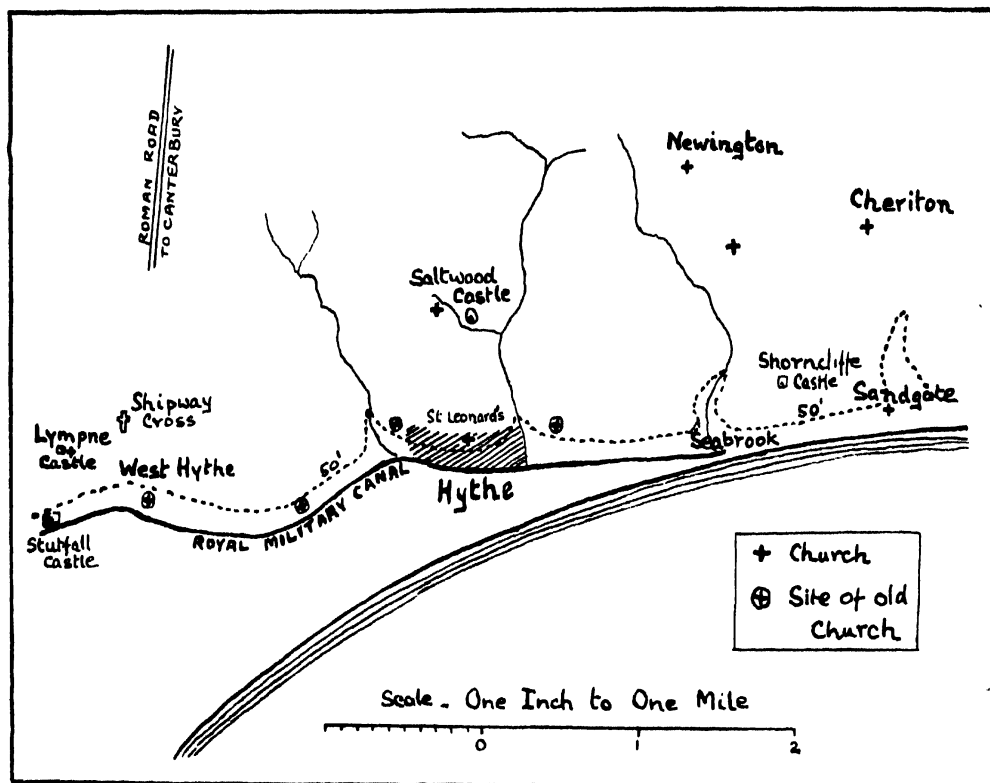 ROMAN ROAD
TO CANTERBURY
Newington
Cheriton
Saltwood
Castle
Shorncliffe
Castle
50'
Sandgate
St Leonard's
Seabrook
Shipway
Cross
Lympne
Castle
West Hythe
50'
Hythe
ROYAL MILITARY CANAL
Stutfall
Castle
Church
Site of old
Church
Scale - One Inch to One Mile
0 1 2